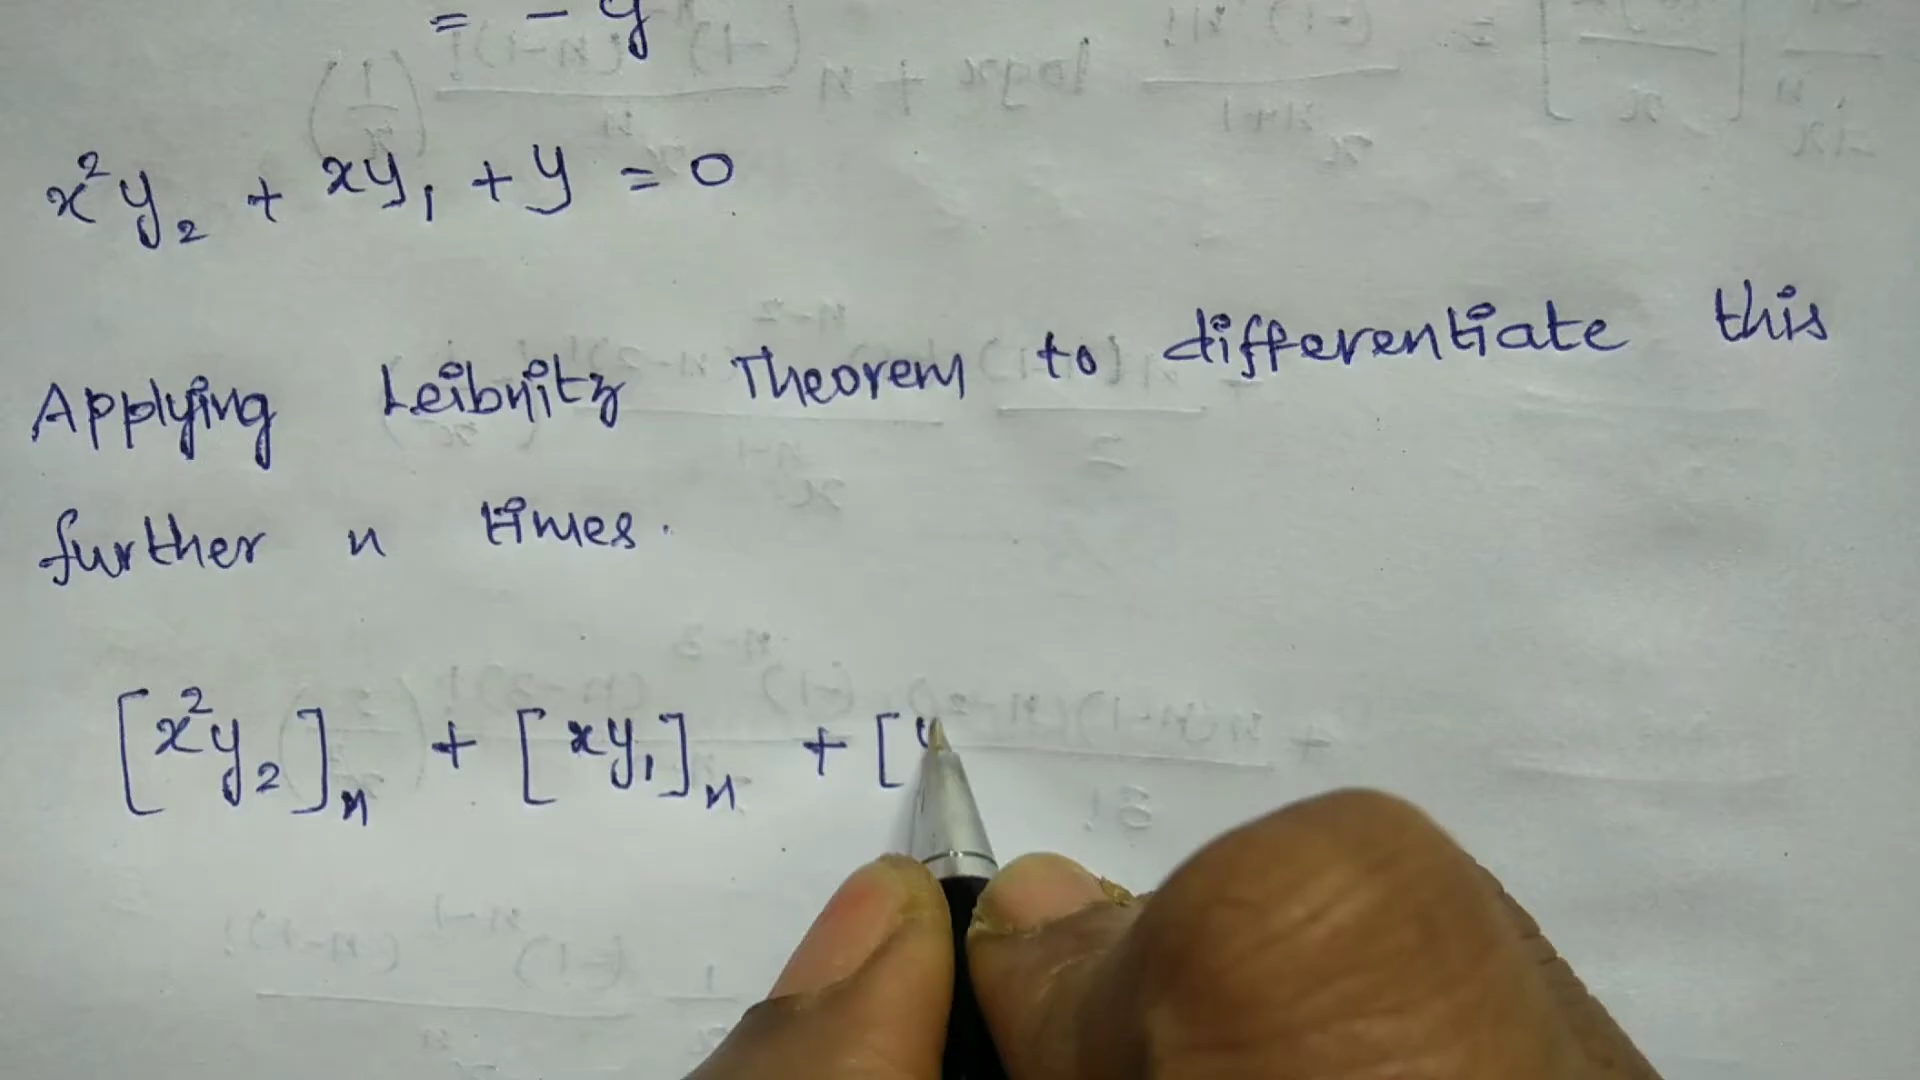 = - y
x²y₂ + xy₁ + y = 0
Applying Leibnitz Theorem to differentiate this
further n times.
[x²y₂]ₙ + [xy₁]ₙ + [y